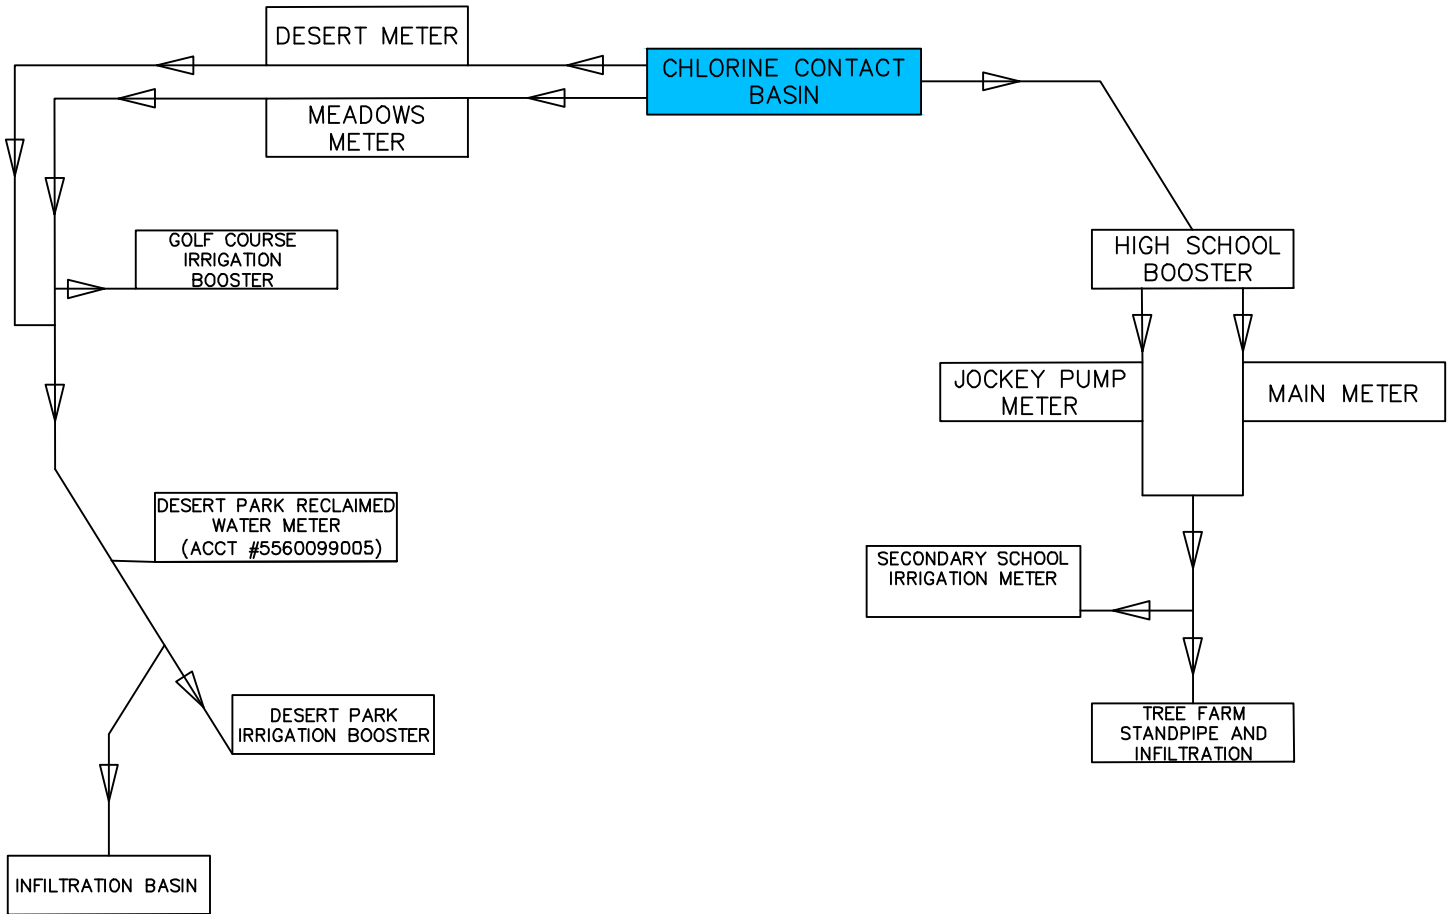 DESERT METER
CHLORINE CONTACT
BASIN
MEADOWS
METER
GOLF COURSE
IRRIGATION
BOOSTER
HIGH SCHOOL
BOOSTER
JOCKEY PUMP
METER
MAIN METER
DESERT PARK RECLAIMED
WATER METER
(ACCT #5560099005)
SECONDARY SCHOOL
IRRIGATION METER
DESERT PARK
IRRIGATION BOOSTER
TREE FARM
STANDPIPE AND
INFILTRATION
INFILTRATION BASIN